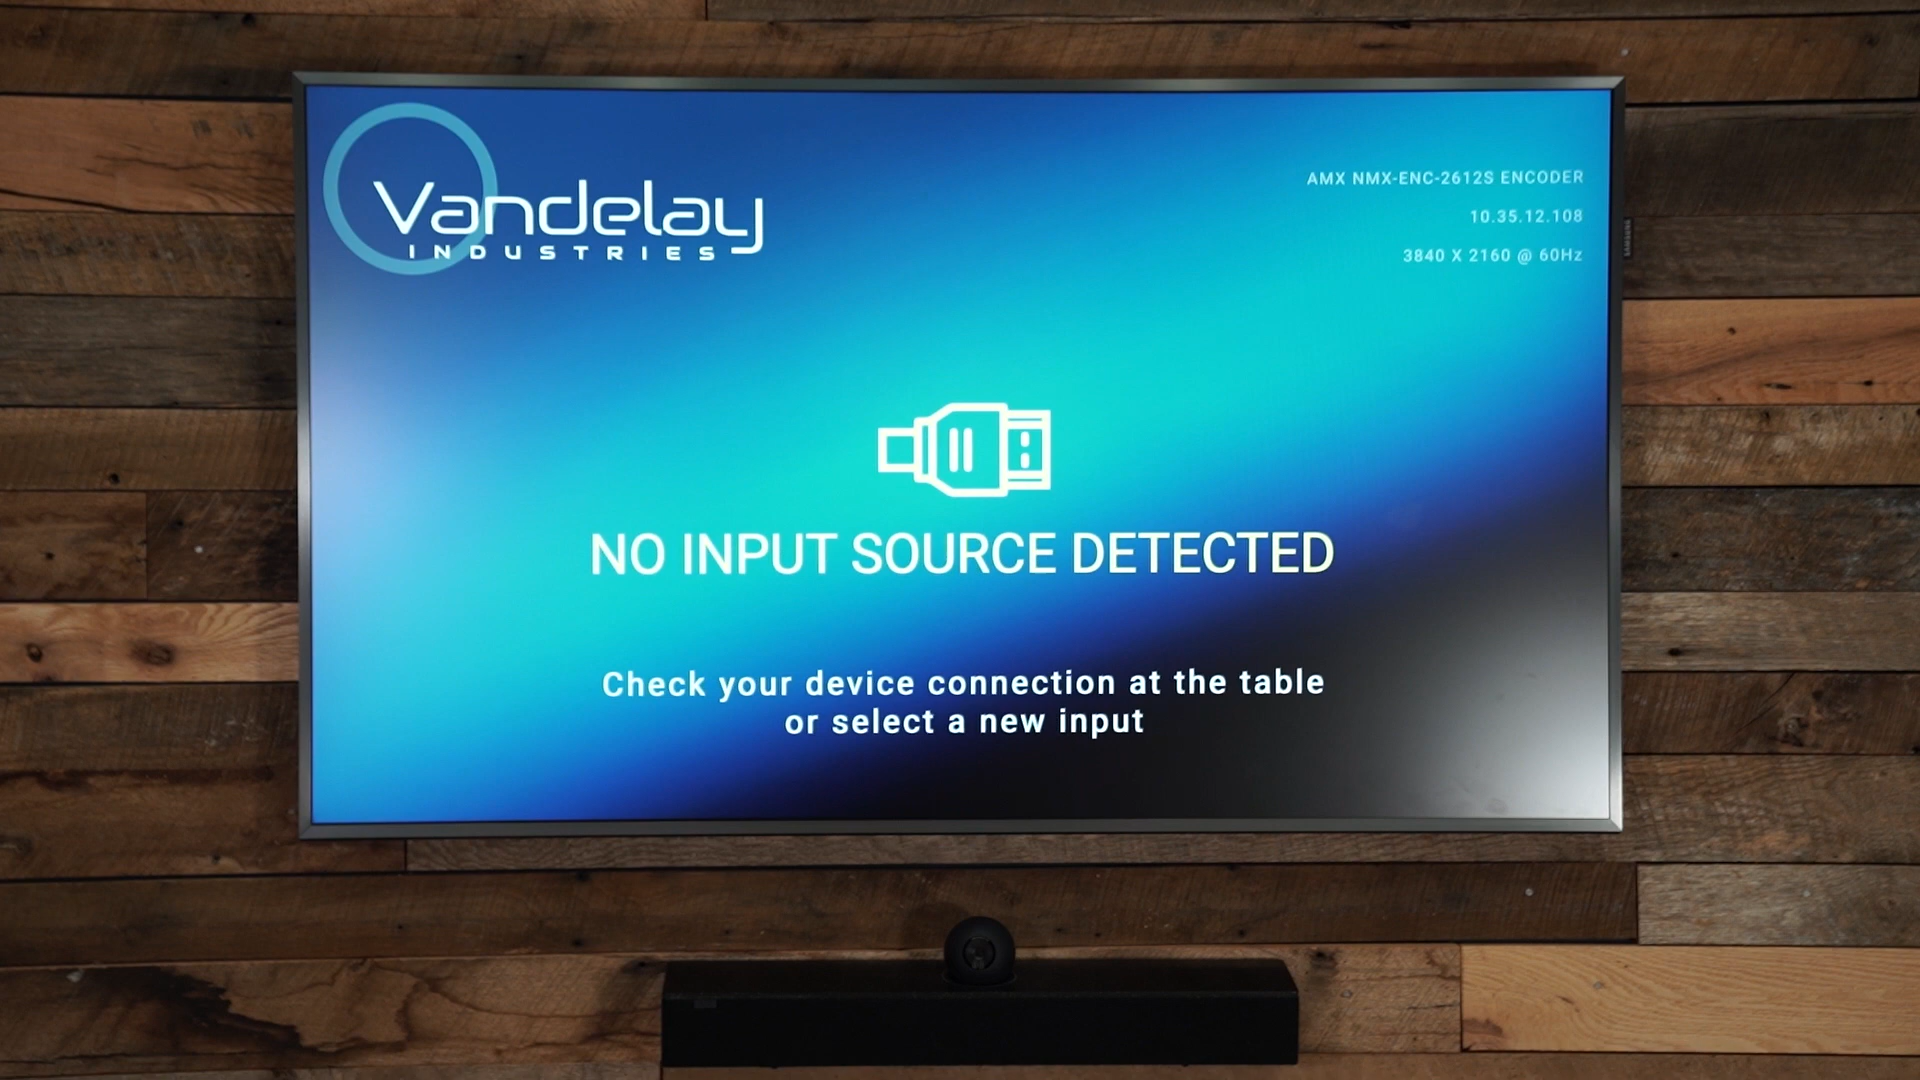 Vandelay
INDUSTRIES
AMX NMX-ENC-2612S ENCODER
10.35.12.108
3840 X 2160 @ 60Hz
NO INPUT SOURCE DETECTED
Check your device connection at the table
or select a new input
SAMSUNG